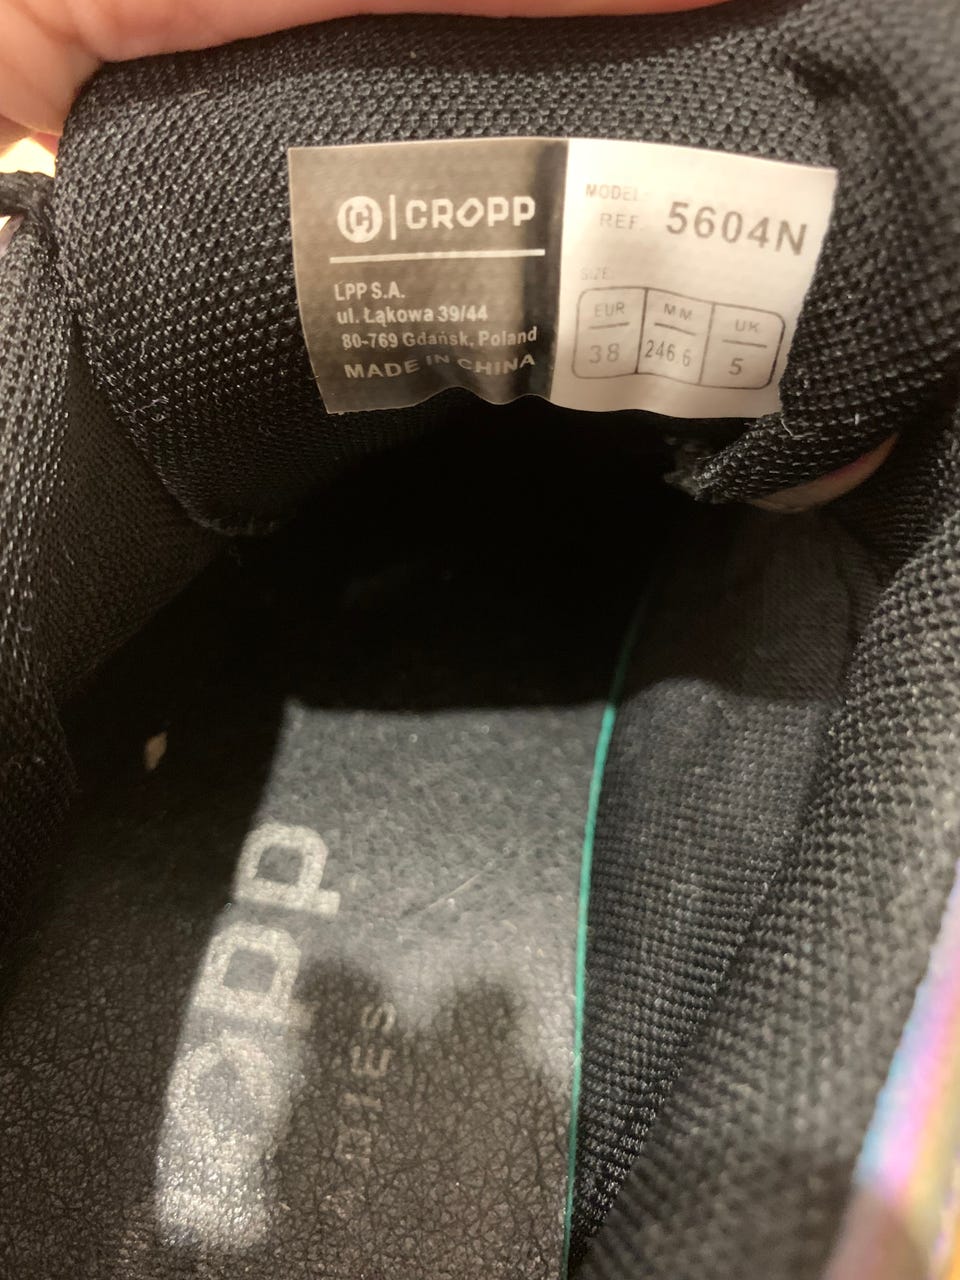 CROPP
LPP S.A.
ul. Łąkowa 39/44
80-769 Gdańsk, Poland
MADE IN CHINA
MODEL
REF. 5604N
SIZE:
EUR MM UK
38 246.6 5